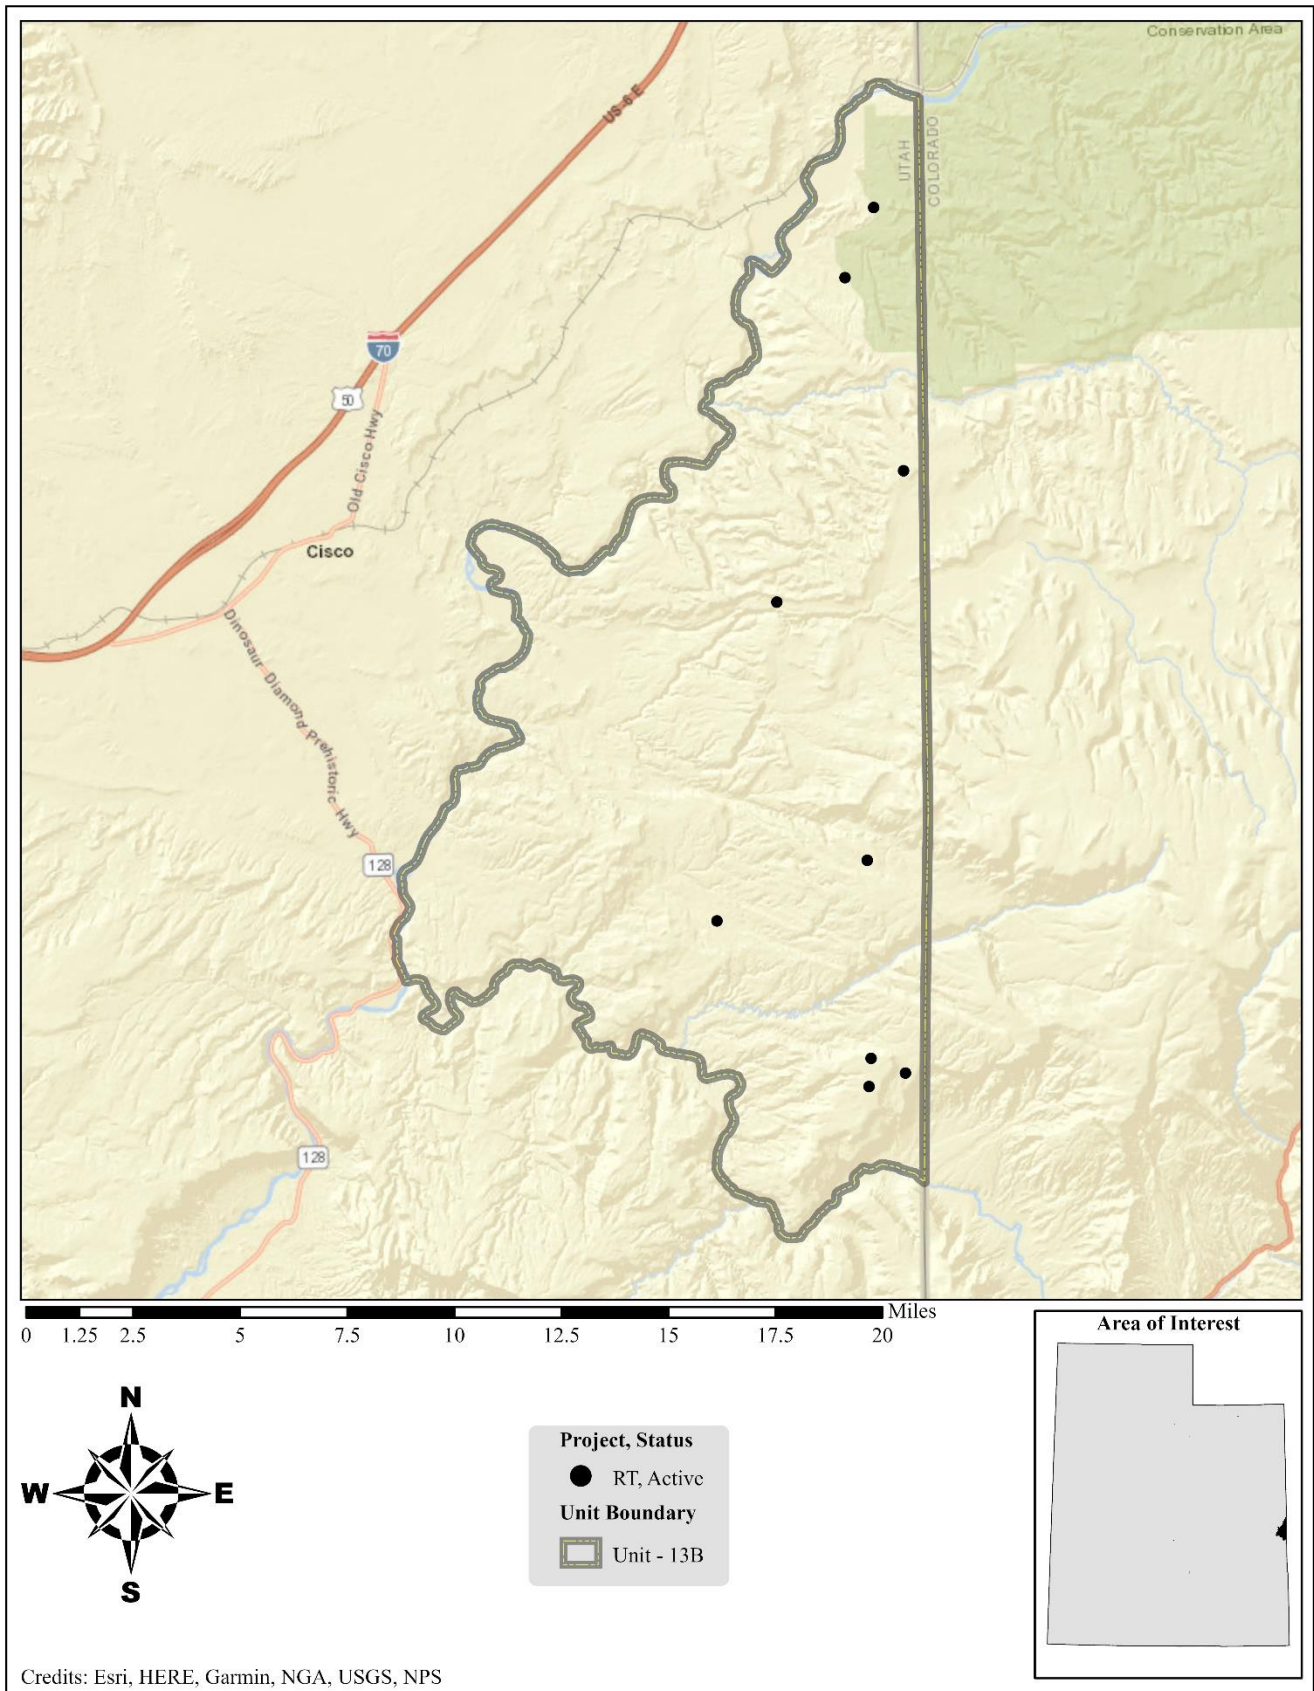 Conservation Area
US-6 E
UTAH
COLORADO
70
50
Old Cisco Hwy
Cisco
Dinosaur Diamond Prehistoric Hwy
128
128
Miles
0 1.25 2.5 5 7.5 10 12.5 15 17.5 20
Area of Interest
N
W E
S
Project, Status
RT, Active
Unit Boundary
Unit - 13B
Credits: Esri, HERE, Garmin, NGA, USGS, NPS